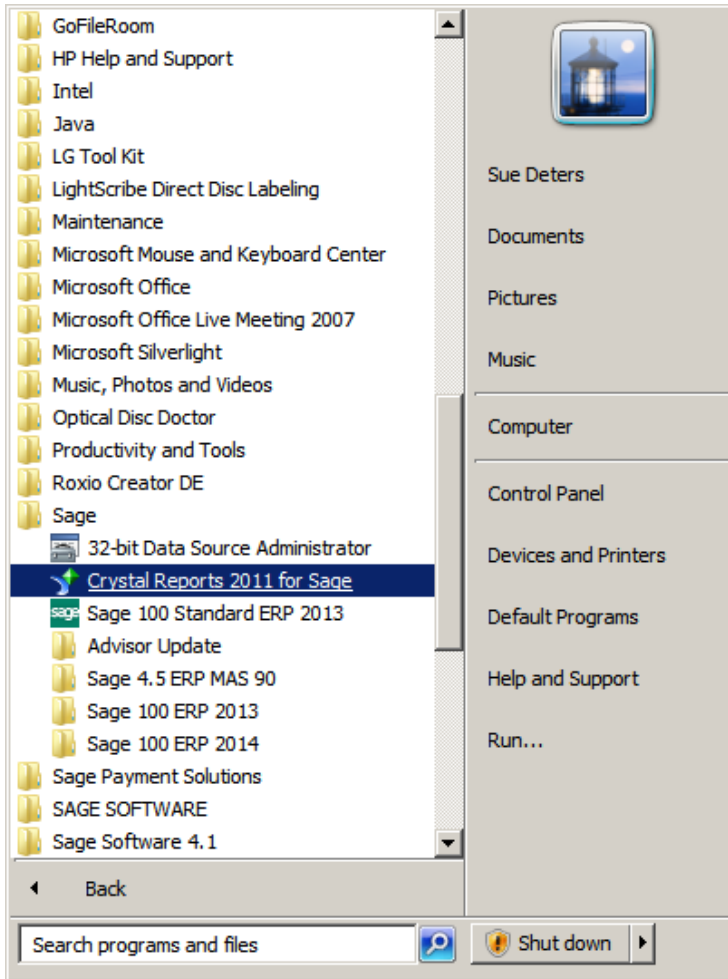 GoFileRoom
HP Help and Support
Intel
Java
LG Tool Kit
LightScribe Direct Disc Labeling
Maintenance
Microsoft Mouse and Keyboard Center
Microsoft Office
Microsoft Office Live Meeting 2007
Microsoft Silverlight
Music, Photos and Videos
Optical Disc Doctor
Productivity and Tools
Roxio Creator DE
Sage
32-bit Data Source Administrator
Crystal Reports 2011 for Sage
sage Sage 100 Standard ERP 2013
Advisor Update
Sage 4.5 ERP MAS 90
Sage 100 ERP 2013
Sage 100 ERP 2014
Sage Payment Solutions
SAGE SOFTWARE
Sage Software 4.1
Back
Search programs and files
Sue Deters
Documents
Pictures
Music
Computer
Control Panel
Devices and Printers
Default Programs
Help and Support
Run...
Shut down